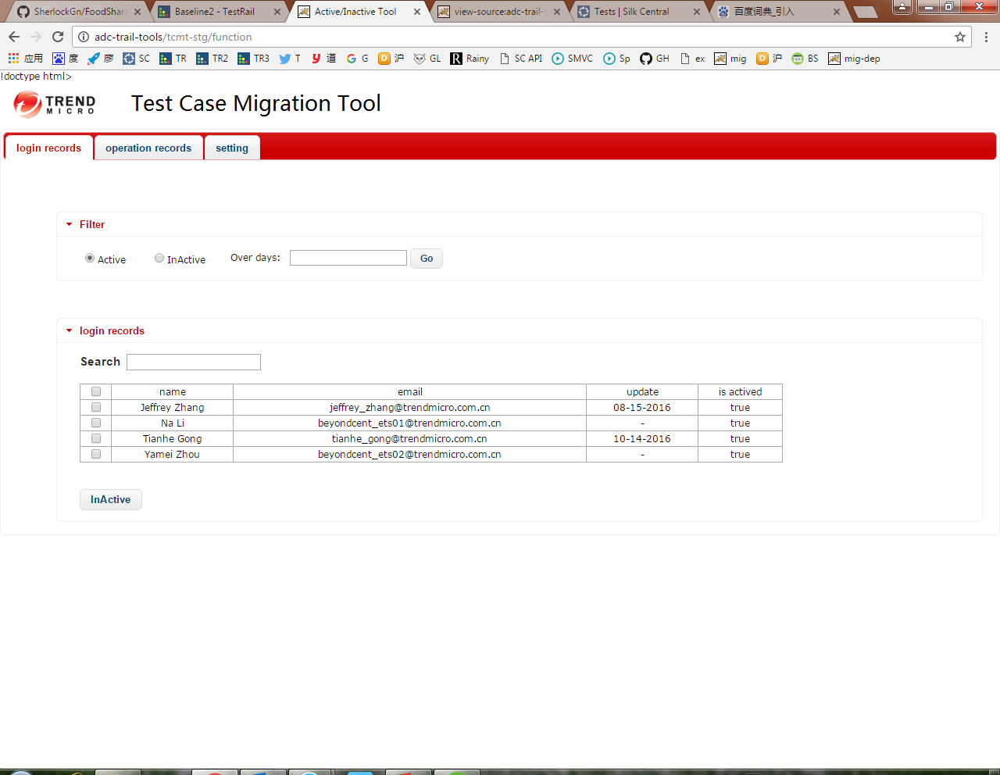 SherlockGn/FoodShar
Baseline2 - TestRail
Active/Inactive Tool
view-source:adc-trail-t
Tests | Silk Central
百度词典_引入
adc-trail-tools/tcmt-stg/function
应用 度 廖 SC TR TR2 TR3 T 道 G 沪 GL Rainy SC API SMVC Sp GH ex mig 沪 BS mig-dep
!doctype html>
TREND MICRO
Test Case Migration Tool
login records operation records setting
Filter
Active InActive Over days: Go
login records
Search
name email update is actived
Jeffrey Zhang jeffrey_zhang@trendmicro.com.cn 08-15-2016 true
Na Li beyondcent_ets01@trendmicro.com.cn - true
Tianhe Gong tianhe_gong@trendmicro.com.cn 10-14-2016 true
Yamei Zhou beyondcent_ets02@trendmicro.com.cn - true
InActive